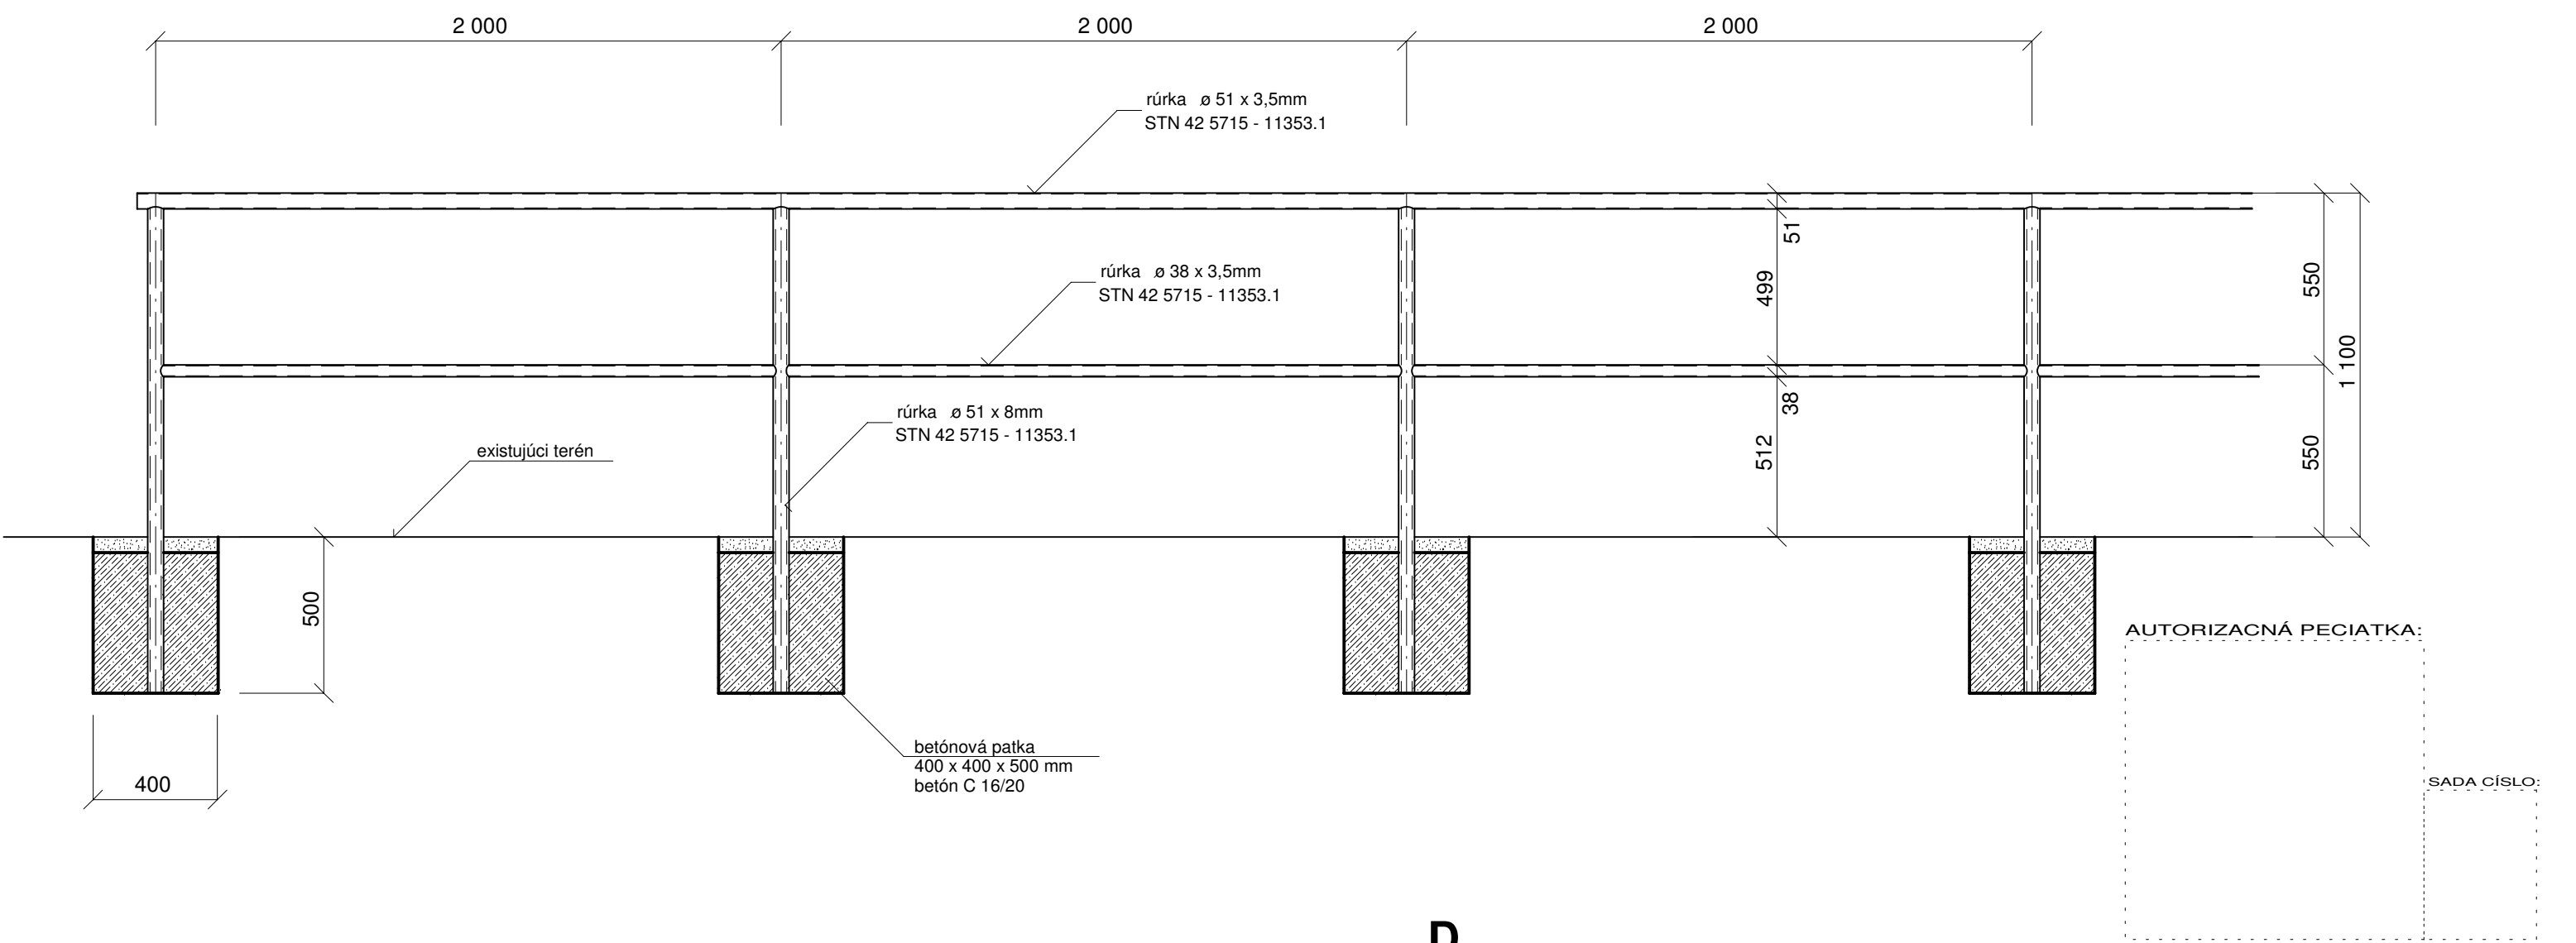 2 000
2 000
2 000
rúrka ø 51 x 3,5mm
STN 42 5715 - 11353.1
51
rúrka ø 38 x 3,5mm
STN 42 5715 - 11353.1
499
550
1 100
38
rúrka ø 51 x 8mm
STN 42 5715 - 11353.1
existujúci terén
512
550
500
AUTORIZACNÁ PECIATKA:
betónová patka
400 x 400 x 500 mm
betón C 16/20
400
SADA CÍSLO:
D